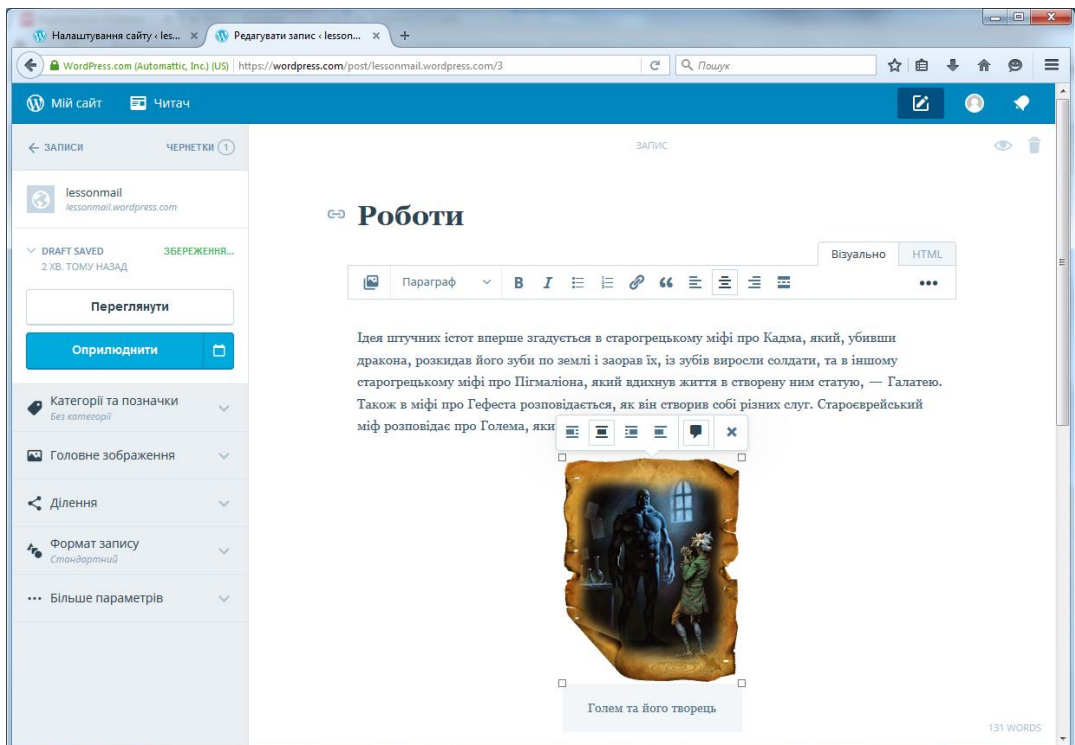 Налаштування сайту ‹ les...
Редагувати запис ‹ lesson...
WordPress.com (Automattic, Inc.) (US)
https://wordpress.com/post/lessonmail.wordpress.com/3
Пошук
Мій сайт
Читач
ЗАПИСИ
ЧЕРНЕТКИ 1
ЗАПИС
lessonmail
lessonmail.wordpress.com
Роботи
DRAFT SAVED
ЗБЕРЕЖЕННЯ...
2 ХВ. ТОМУ НАЗАД
Візуально
HTML
Параграф
B I
Переглянути
Оприлюднити
Категорії та позначки
Без категорії
Головне зображення
Ділення
Формат запису
Стандартний
Більше параметрів
Ідея штучних істот вперше згадується в старогрецькому міфі про Кадма, який, убивши
дракона, розкидав його зуби по землі і заорав їх, із зубів виросли солдати, та в іншому
старогрецькому міфі про Пігмаліона, який вдихнув життя в створену ним статую, — Галатею.
Також в міфі про Гефеста розповідається, як він створив собі різних слуг. Староєврейський
міф розповідає про Голема, яки
Голем та його творець
131 WORDS